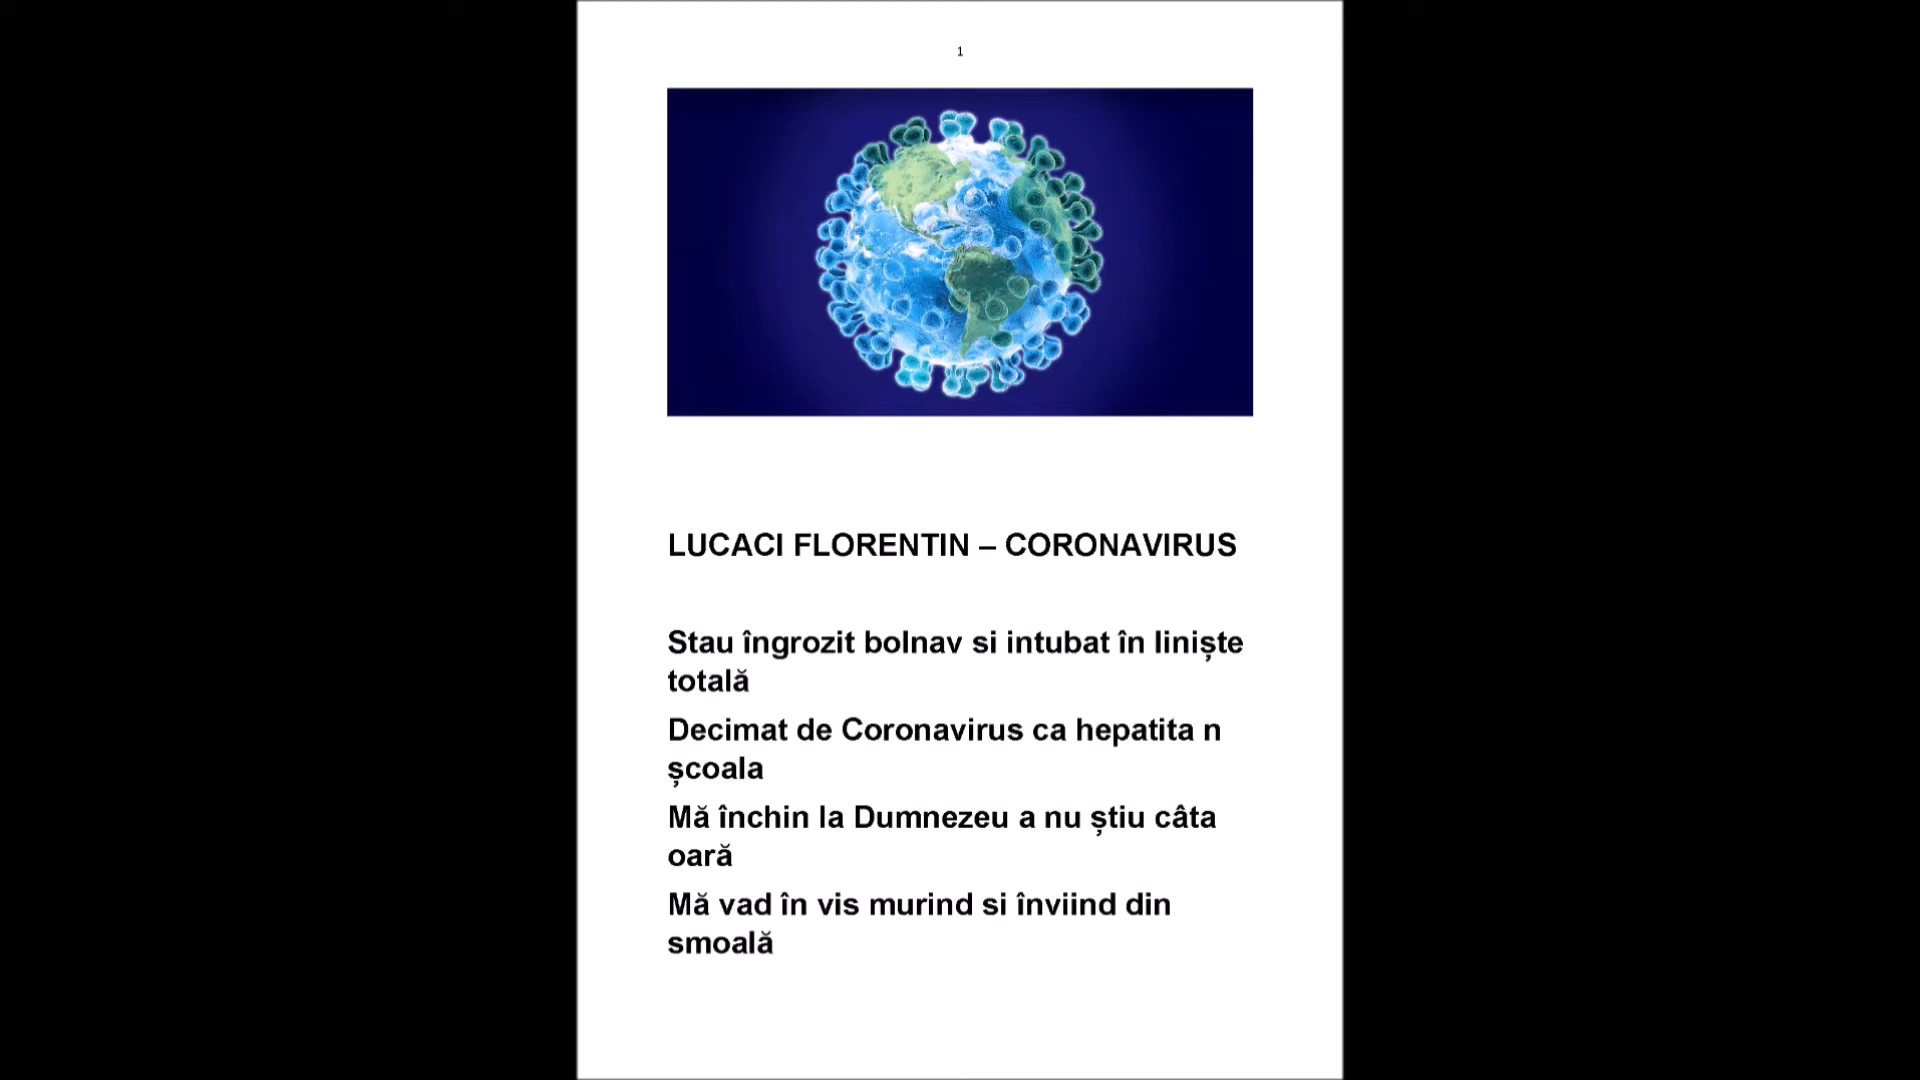 1
LUCACI FLORENTIN – CORONAVIRUS
Stau îngrozit bolnav si intubat în liniște
totală
Decimat de Coronavirus ca hepatita n
școala
Mă închin la Dumnezeu a nu știu câta
oară
Mă vad în vis murind si înviind din
smoală